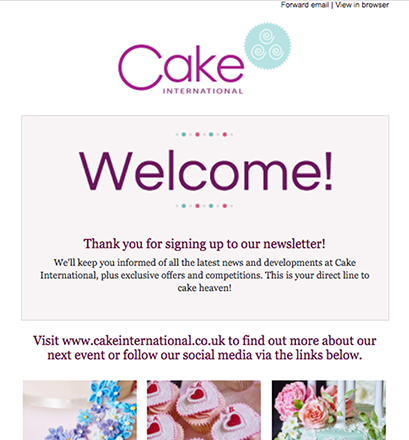 Forward email | View in browser
Cake
INTERNATIONAL
Welcome!
Thank you for signing up to our newsletter!
We'll keep you informed of all the latest news and developments at Cake
International, plus exclusive offers and competitions. This is your direct line to
cake heaven!
Visit www.cakeinternational.co.uk to find out more about our
next event or follow our social media via the links below.